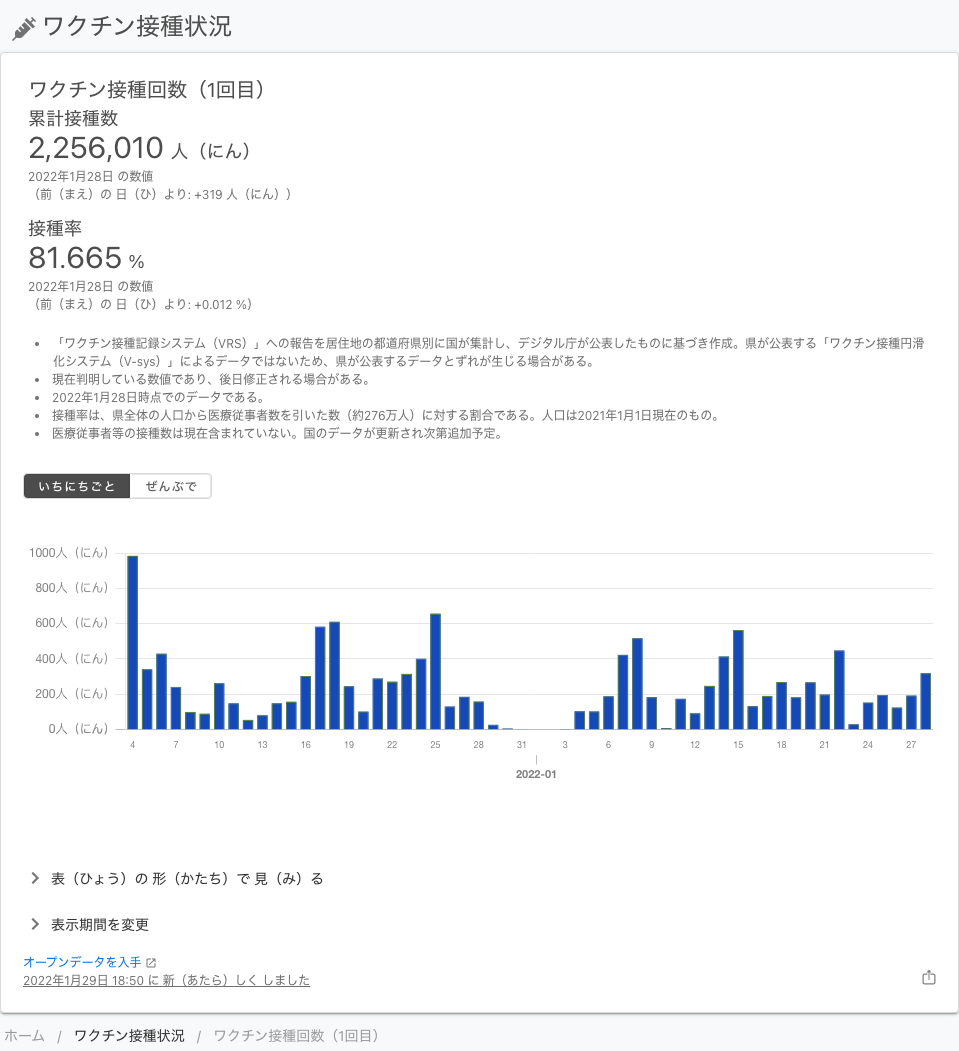 ワクチン接種状況
ワクチン接種回数（1回目）
累計接種数
2,256,010 人（にん）
2022年1月28日 の数値
（前（まえ）の 日（ひ）より: +319 人（にん））
接種率
81.665 %
2022年1月28日 の数値
（前（まえ）の 日（ひ）より: +0.012 %）
• 「ワクチン接種記録システム（VRS）」への報告を居住地の都道府県別に国が集計し、デジタル庁が公表したものに基づき作成。県が公表する「ワクチン接種円滑
化システム（V-sys）」によるデータではないため、県が公表するデータとずれが生じる場合がある。
• 現在判明している数値であり、後日修正される場合がある。
• 2022年1月28日時点でのデータである。
• 接種率は、県全体の人口から医療従事者数を引いた数（約276万人）に対する割合である。人口は2021年1月1日現在のもの。
• 医療従事者等の接種数は現在含まれていない。国のデータが更新され次第追加予定。
いちにちごと ぜんぶで
1000人（にん）
800人（にん）
600人（にん）
400人（にん）
200人（にん）
0人（にん）
4 7 10 13 16 19 22 25 28 31 3 6 9 12 15 18 21 24 27
2022-01
表（ひょう）の 形（かたち）で 見（み）る
表示期間を変更
オープンデータを入手
2022年1月29日 18:50 に 新（あたら）しく しました
ホーム / ワクチン接種状況 / ワクチン接種回数（1回目）